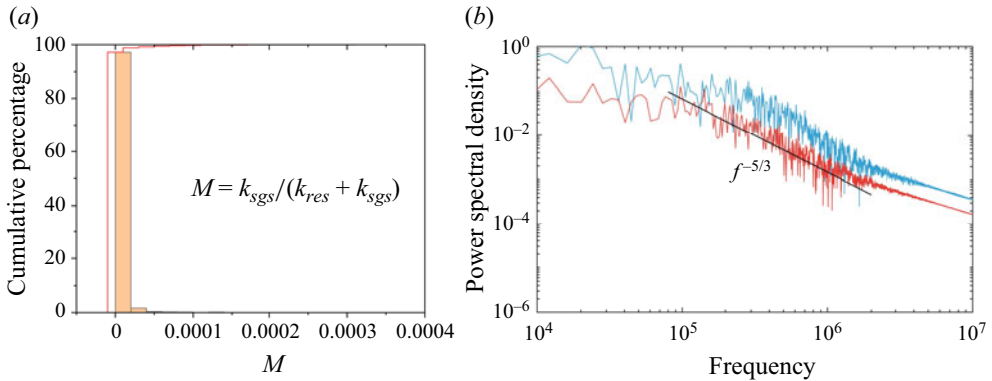 (a)
100
80
60
40
20
0
Cumulative percentage
M = k_sgs/(k_res + k_sgs)
0 0.0001 0.0002 0.0003 0.0004
M
(b)
10^0
10^−2
10^−4
10^−6
Power spectral density
f^−5/3
10^4 10^5 10^6 10^7
Frequency